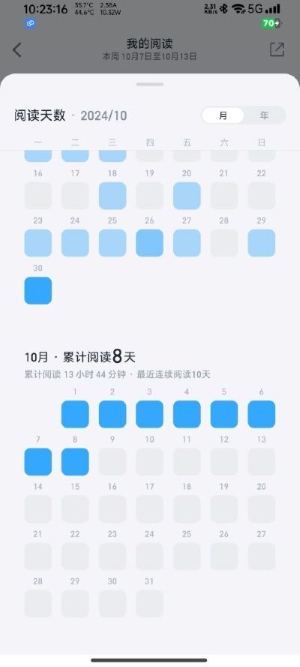 10:23:16
35.7°C 2.38A
44.6°C 10.32W
5G
70
我的阅读
本周 10月7日至10月13日
阅读天数 · 2024/10
月 年
一 二 三 四 五 六 日
16 17 18 19 20 21 22
23 24 25 26 27 28 29
30
10月 · 累计阅读8天
累计阅读 13 小时 44 分钟 · 最近连续阅读10天
1 2 3 4 5 6
7 8 9 10 11 12 13
14 15 16 17 18 19 20
21 22 23 24 25 26 27
28 29 30 31